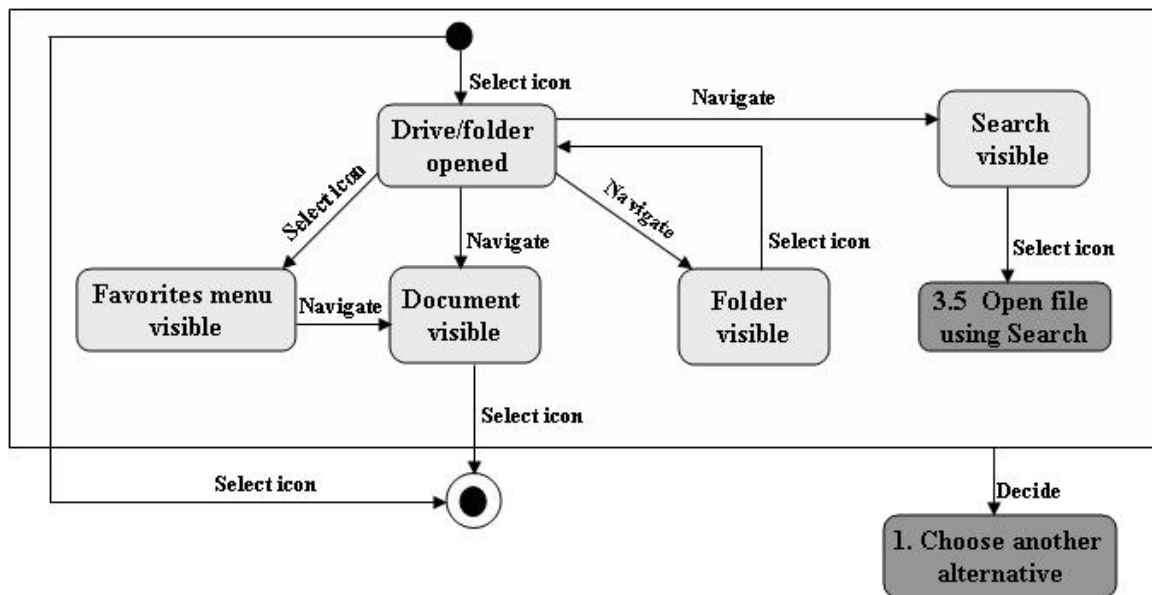 Select icon
Navigate
Drive/folder
opened
Search
visible
Select icon
Navigate
Navigate
Select icon
Select icon
Favorites menu
visible
Navigate
Document
visible
Folder
visible
3.5 Open file
using Search
Select icon
Select icon
Decide
1. Choose another
alternative